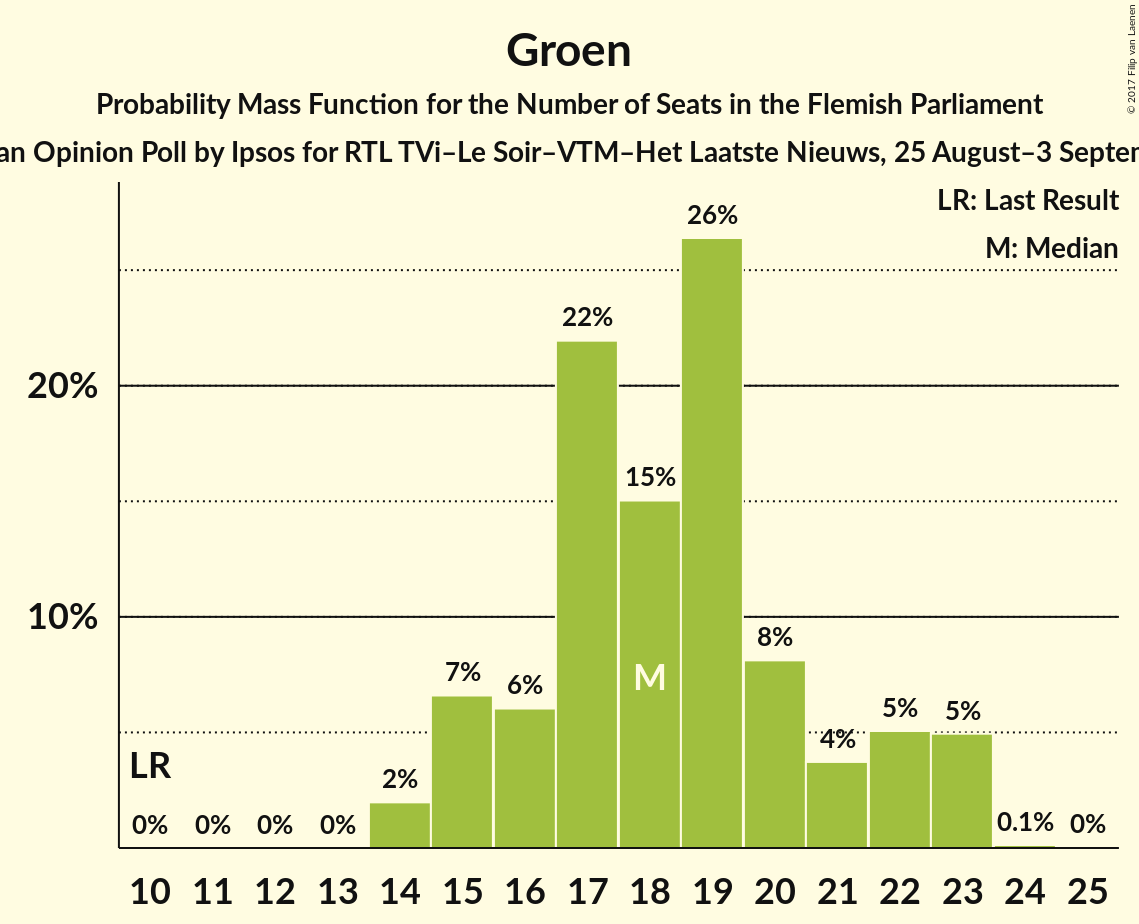 © 2017 Filip van Laenen
Groen
Probability Mass Function for the Number of Seats in the Flemish Parliament
an Opinion Poll by Ipsos for RTL TVi–Le Soir–VTM–Het Laatste Nieuws, 25 August–3
LR: Last Result
M: Median
26%
22%
20%
15%
10%
8%
7%
6%
M
5%
5%
4%
LR
2%
0% 0% 0% 0% 0.1% 0%
10 11 12 13 14 15 16 17 18 19 20 21 22 23 24 25